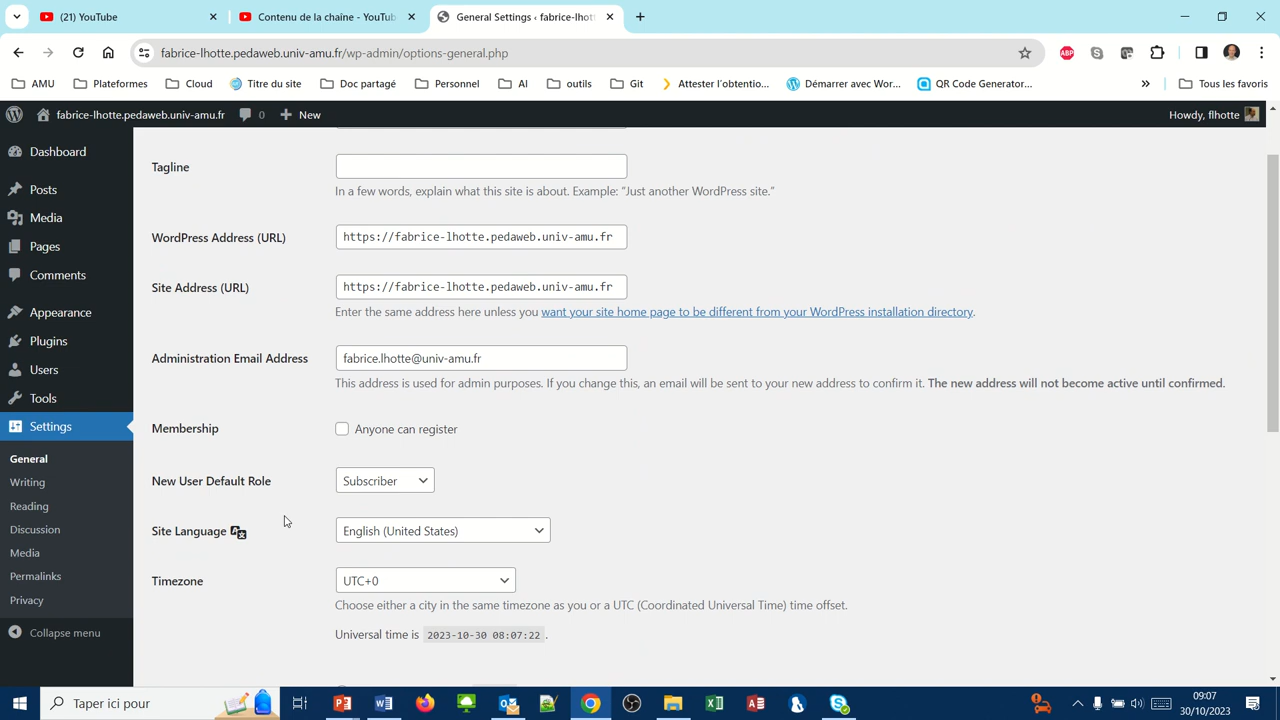 (21) YouTube
Contenu de la chaine - YouTub
General Settings ‹ fabrice-lhott
fabrice-lhotte.pedaweb.univ-amu.fr/wp-admin/options-general.php
ABP
AMU
Plateformes
Cloud
Titre du site
Doc partagé
Personnel
AI
outils
Git
Attester l'obtentio...
Démarrer avec Wor...
QR Code Generator...
»
Tous les favoris
fabrice-lhotte.pedaweb.univ-amu.fr
0
New
Howdy, flhotte
Dashboard
Posts
Media
Pages
Comments
Appearance
Plugins
Users
Tools
Settings
General
Writing
Reading
Discussion
Media
Permalinks
Privacy
Collapse menu
Tagline
In a few words, explain what this site is about. Example: “Just another WordPress site.”
WordPress Address (URL)
https://fabrice-lhotte.pedaweb.univ-amu.fr
Site Address (URL)
https://fabrice-lhotte.pedaweb.univ-amu.fr
Enter the same address here unless you want your site home page to be different from your WordPress installation directory.
Administration Email Address
fabrice.lhotte@univ-amu.fr
This address is used for admin purposes. If you change this, an email will be sent to your new address to confirm it. The new address will not become active until confirmed.
Membership
Anyone can register
New User Default Role
Subscriber
Site Language
English (United States)
Timezone
UTC+0
Choose either a city in the same timezone as you or a UTC (Coordinated Universal Time) time offset.
Universal time is 2023-10-30 08:07:22 .
Taper ici pour
09:07
30/10/2023